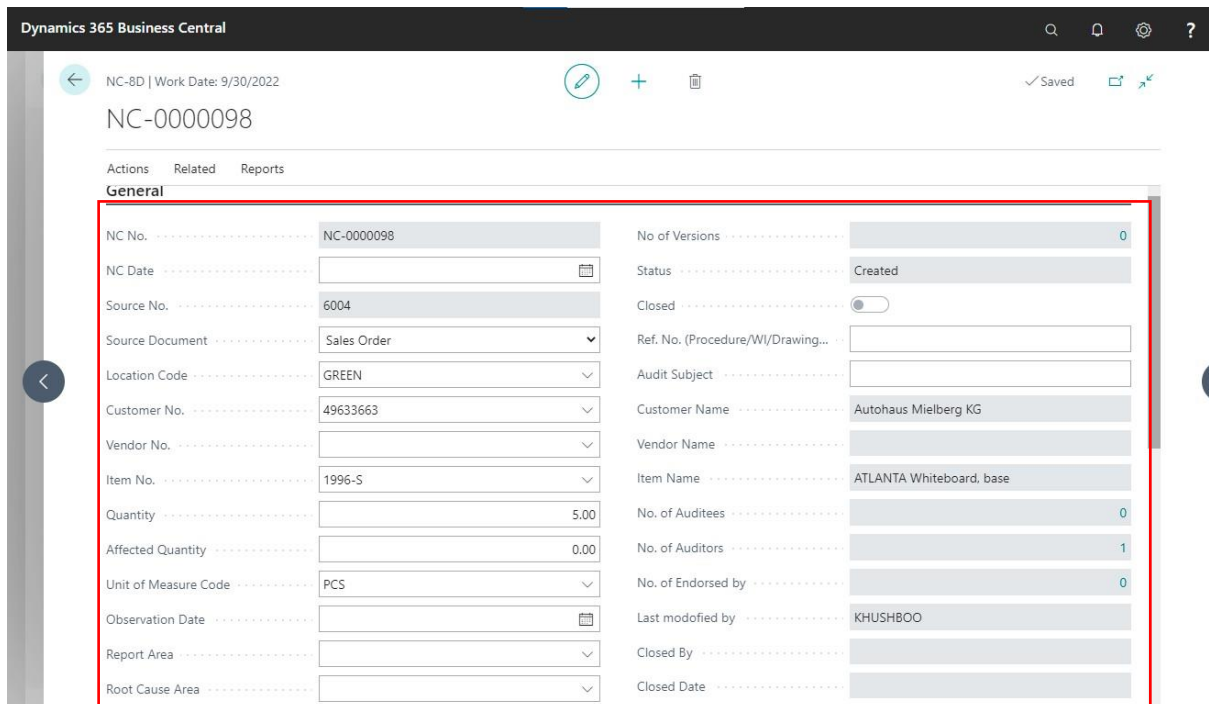 Dynamics 365 Business Central
?
NC-8D | Work Date: 9/30/2022
Saved
NC-0000098
Actions Related Reports
General
NC No. NC-0000098 No of Versions 0
NC Date Status Created
Source No. 6004 Closed
Source Document Sales Order Ref. No. (Procedure/WI/Drawing...
Location Code GREEN Audit Subject
Customer No. 49633663 Customer Name Autohaus Mielberg KG
Vendor No. Vendor Name
Item No. 1996-S Item Name ATLANTA Whiteboard, base
Quantity 5.00 No. of Auditees 0
Affected Quantity 0.00 No. of Auditors 1
Unit of Measure Code PCS No. of Endorsed by 0
Observation Date Last modofied by KHUSHBOO
Report Area Closed By
Root Cause Area Closed Date